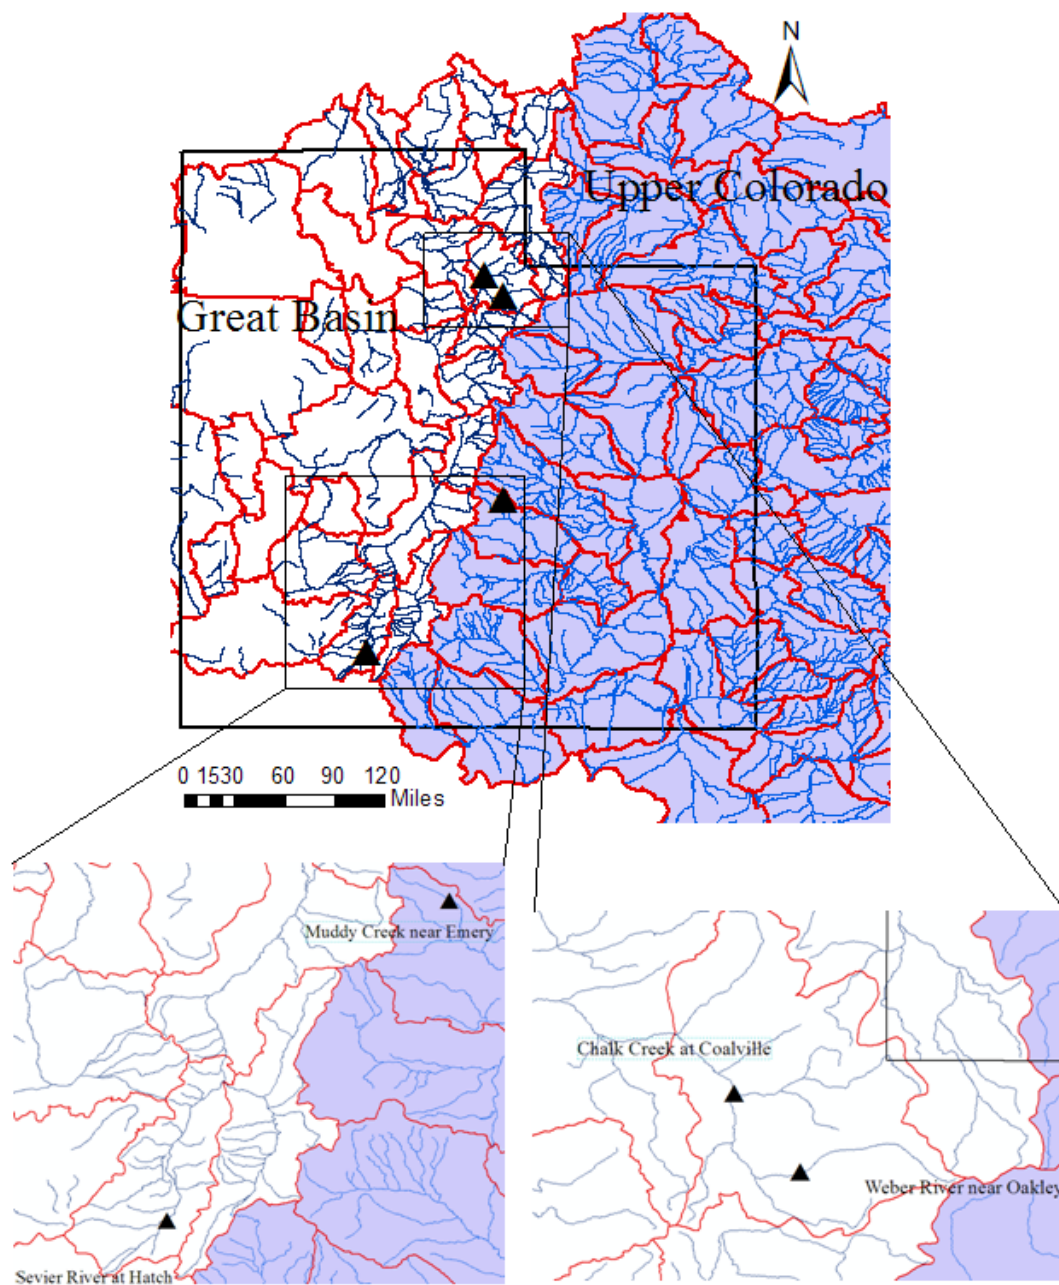 N
Upper Colorado
Great Basin
0 1530 60 90 120
Miles
Muddy Creek near Emery
Chalk Creek at Coalville
Weber River near Oakley
Sevier River at Hatch